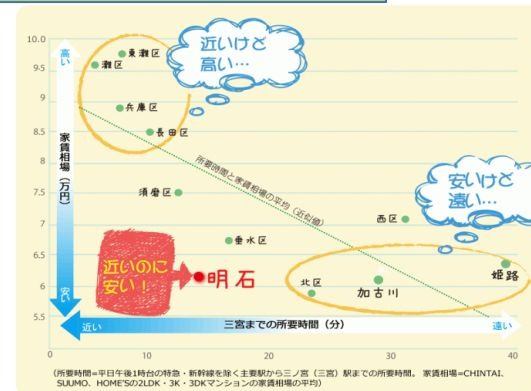 10.0
9.5
9
8.5
8
7.5
7
6.5
6
5.5
高い
家賃相場(万円)
安い
東灘区
灘区
兵庫区
長田区
須磨区
垂水区
西区
北区
加古川
姫路
明石
近いけど
高い…
安いけど
遠い…
近いのに
安い！
所要時間と家賃相場の平均(近似値)
近い
三宮までの所要時間(分)
遠い
0
10
20
30
40
(所要時間=平日午後1時台の特急・新幹線を除く主要駅から三ノ宮(三宮)駅までの所要時間。 家賃相場=CHINTAI、
SUUMO、HOME'Sの2LDK・3K・3DKマンションの家賃相場の平均)